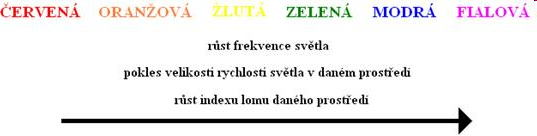 ČERVENÁ ORANŽOVÁ ŽLUTÁ ZELENÁ MODRÁ FIALOVÁ
růst frekvence světla
pokles velikosti rychlosti světla v daném prostředí
růst indexu lomu daného prostředí